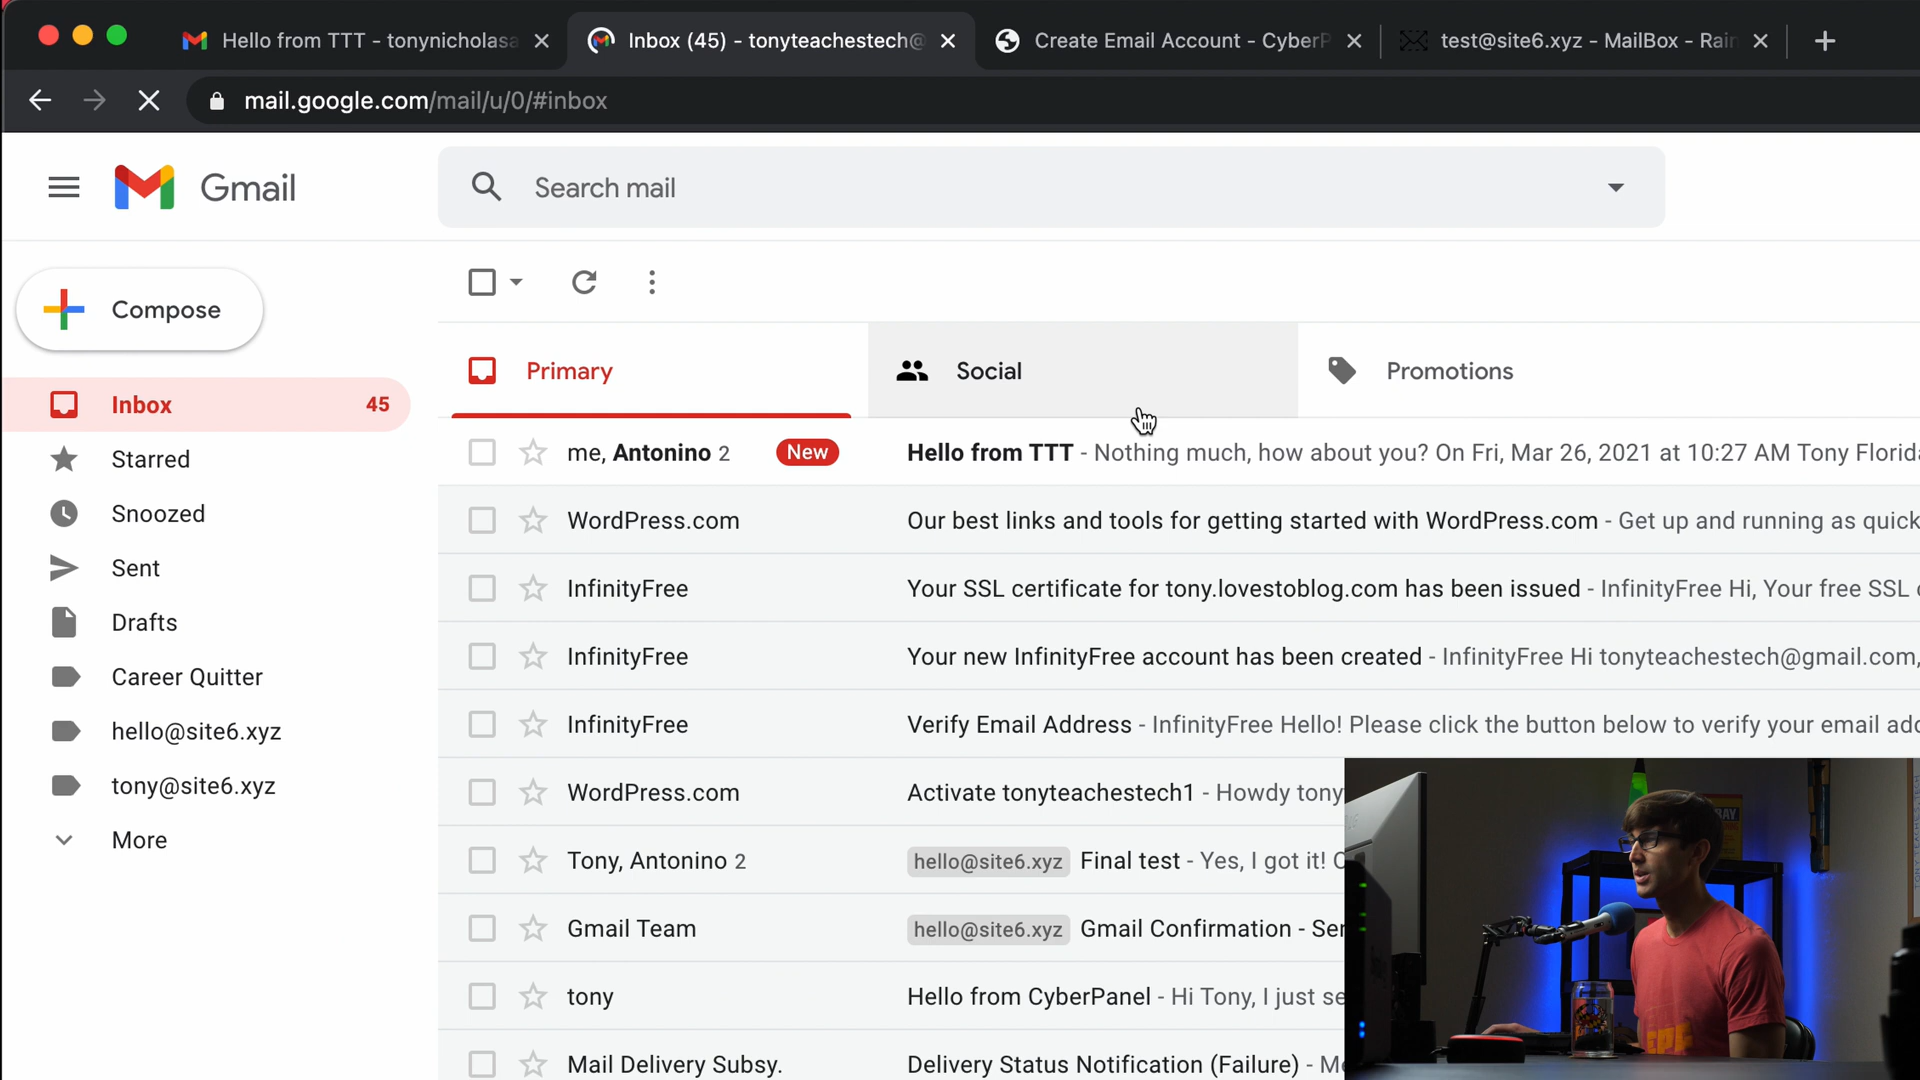 Hello from TTT - tonynicholasa
Inbox (45) - tonyteachestech@
Create Email Account - CyberP
test@site6.xyz - MailBox - Rain
mail.google.com/mail/u/0/#inbox
Gmail
Search mail
Compose
Primary
Social
Promotions
Inbox 45
Starred
Snoozed
Sent
Drafts
Career Quitter
hello@site6.xyz
tony@site6.xyz
More
me, Antonino 2 New Hello from TTT - Nothing much, how about you? On Fri, Mar 26, 2021 at 10:27 AM Tony Florida
WordPress.com Our best links and tools for getting started with WordPress.com - Get up and running as quick
InfinityFree Your SSL certificate for tony.lovestoblog.com has been issued - InfinityFree Hi, Your free SSL c
InfinityFree Your new InfinityFree account has been created - InfinityFree Hi tonyteachestech@gmail.com,
InfinityFree Verify Email Address - InfinityFree Hello! Please click the button below to verify your email add
WordPress.com Activate tonyteachestech1 - Howdy tony
Tony, Antonino 2 hello@site6.xyz Final test - Yes, I got it! O
Gmail Team hello@site6.xyz Gmail Confirmation - Ser
tony Hello from CyberPanel - Hi Tony, I just se
Mail Delivery Subsy. Delivery Status Notification (Failure) - Me